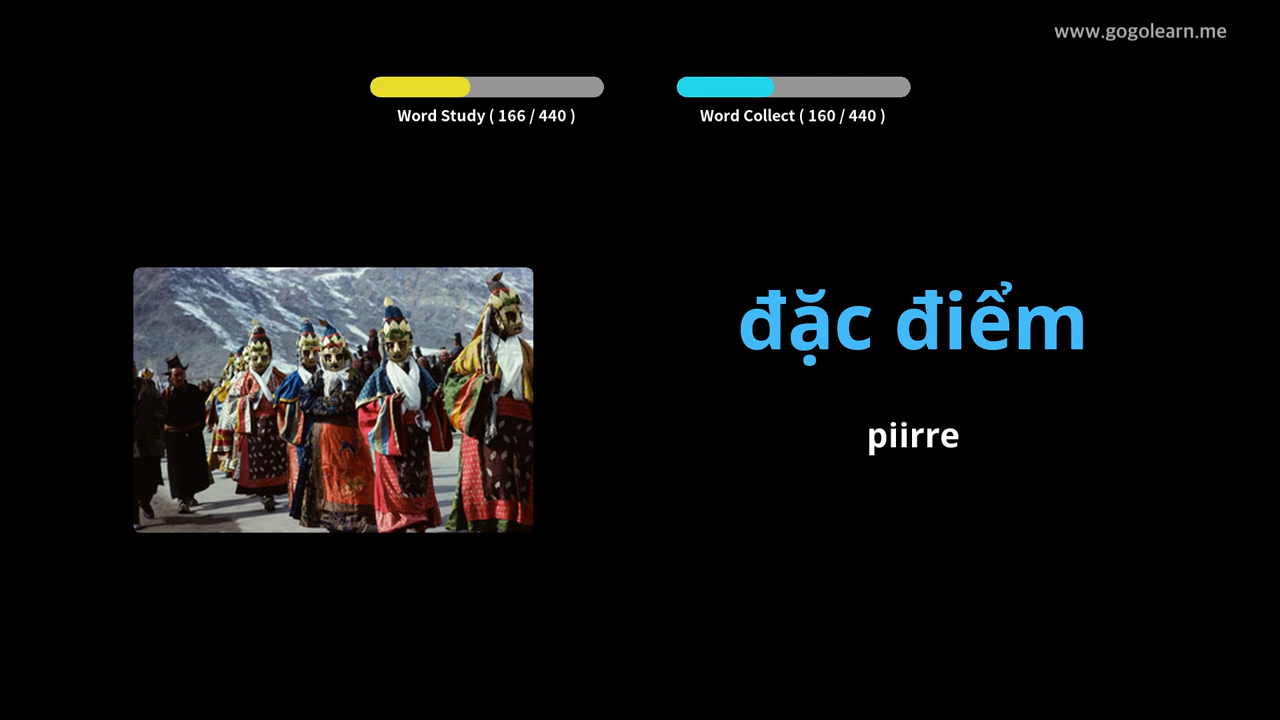 www.gogolearn.me
Word Study ( 166 / 440 )
Word Collect ( 160 / 440 )
đặc điểm
piirre